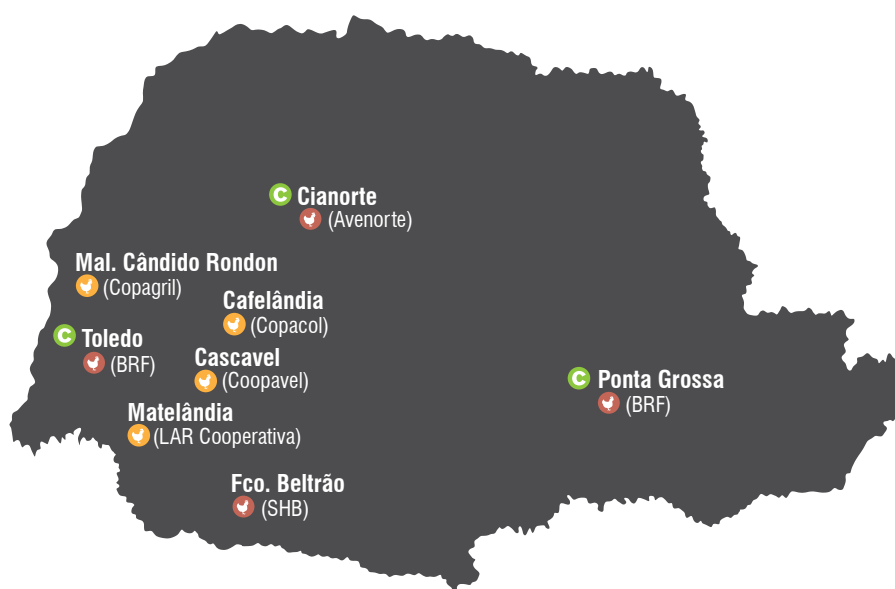 C Cianorte
(Avenorte)
Mal. Cândido Rondon
(Copagril)
Cafelândia
(Copacol)
C Toledo
(BRF)
Cascavel
(Coopavel)
C Ponta Grossa
(BRF)
Matelândia
(LAR Cooperativa)
Fco. Beltrão
(SHB)